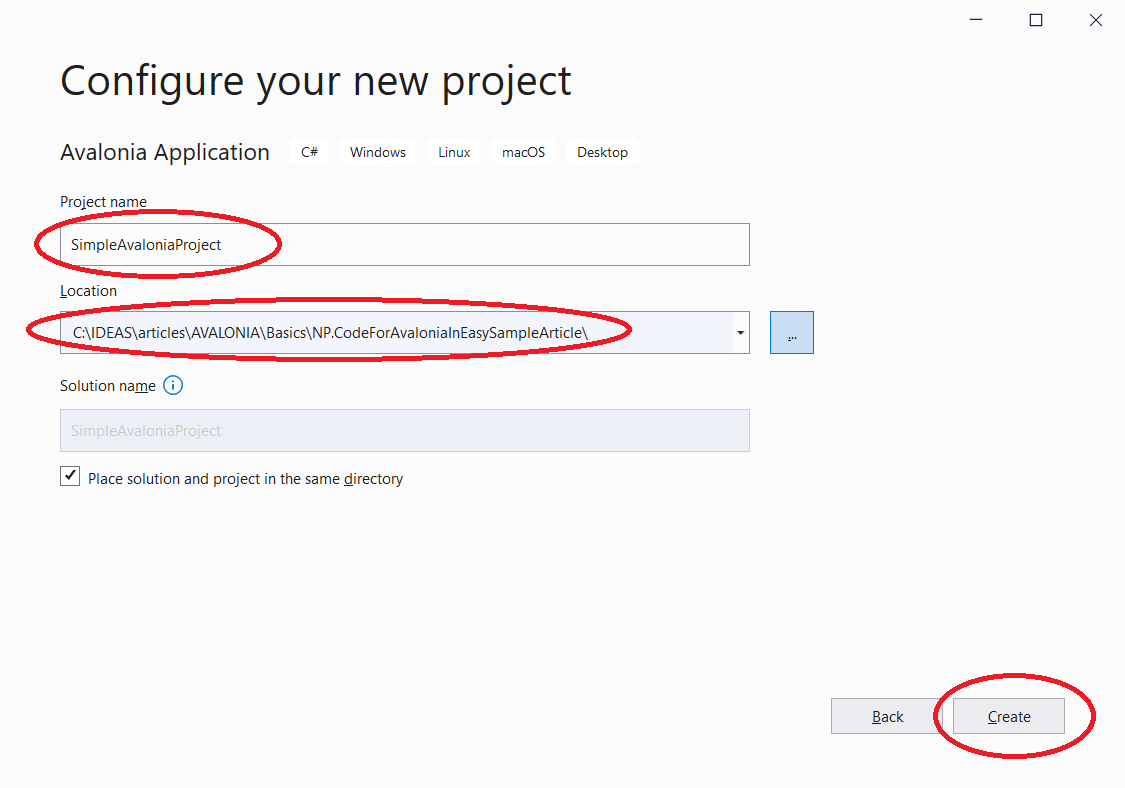 Configure your new project
Avalonia Application C# Windows Linux macOS Desktop
Project name
SimpleAvaloniaProject
Location
C:\IDEAS\articles\AVALONIA\Basics\NP.CodeForAvaloniaInEasySampleArticle\
...
Solution name
SimpleAvaloniaProject
Place solution and project in the same directory
Back Create